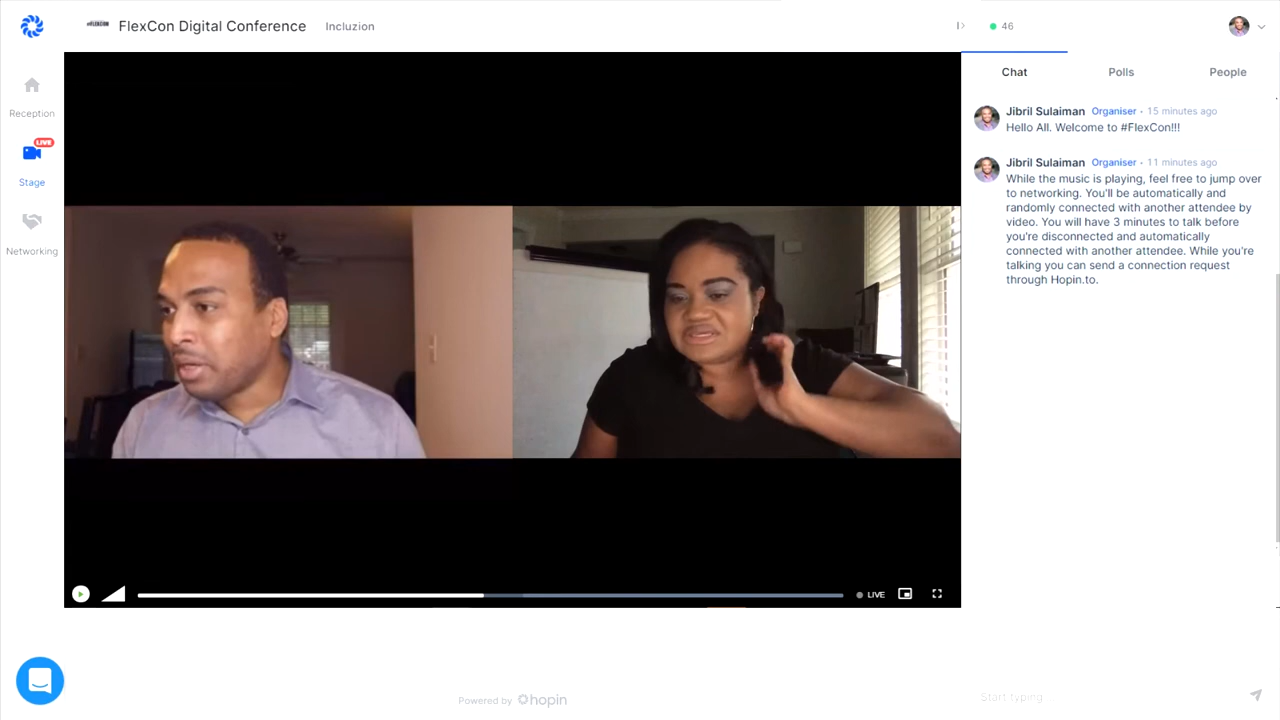 #FLEXCON FlexCon Digital Conference Incluzion
46
Reception
LIVE
Stage
Networking
Chat Polls People
Jibril Sulaiman Organiser • 15 minutes ago
Hello All. Welcome to #FlexCon!!!
Jibril Sulaiman Organiser • 11 minutes ago
While the music is playing, feel free to jump over
to networking. You'll be automatically and
randomly connected with another attendee by
video. You will have 3 minutes to talk before
you're disconnected and automatically
connected with another attendee. While you're
talking you can send a connection request
through Hopin.to.
LIVE
Powered by hopin
Start typing